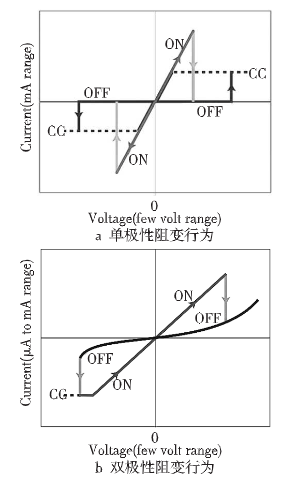 Current(mA range)
ON
CC
OFF
OFF
CC
ON
0
Voltage(few volt range)
a 单极性阻变行为
Current(μA to mA range)
ON
OFF
OFF
ON
CC
0
Voltage(few volt range)
b 双极性阻变行为